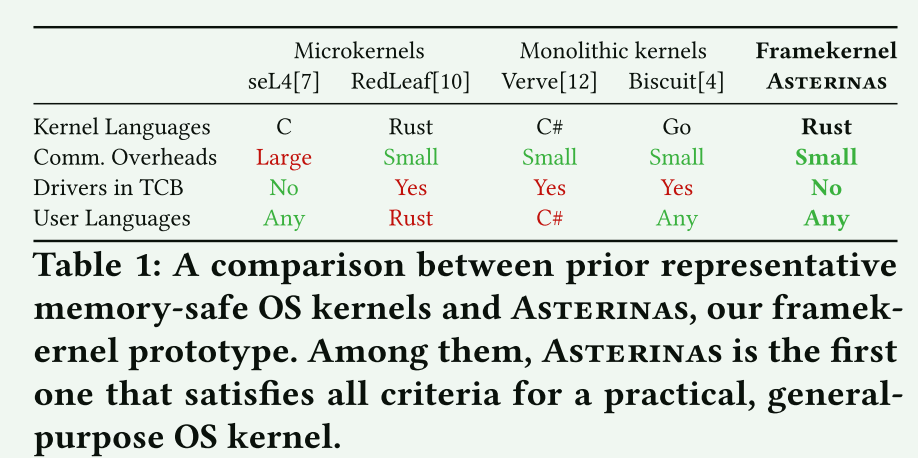 Microkernels Monolithic kernels Framekernel
seL4[7] RedLeaf[10] Verve[12] Biscuit[4] Asterinas
Kernel Languages C Rust C# Go Rust
Comm. Overheads Large Small Small Small Small
Drivers in TCB No Yes Yes Yes No
User Languages Any Rust C# Any Any
Table 1: A comparison between prior representative
memory-safe OS kernels and Asterinas, our framek-
ernel prototype. Among them, Asterinas is the first
one that satisfies all criteria for a practical, general-
purpose OS kernel.